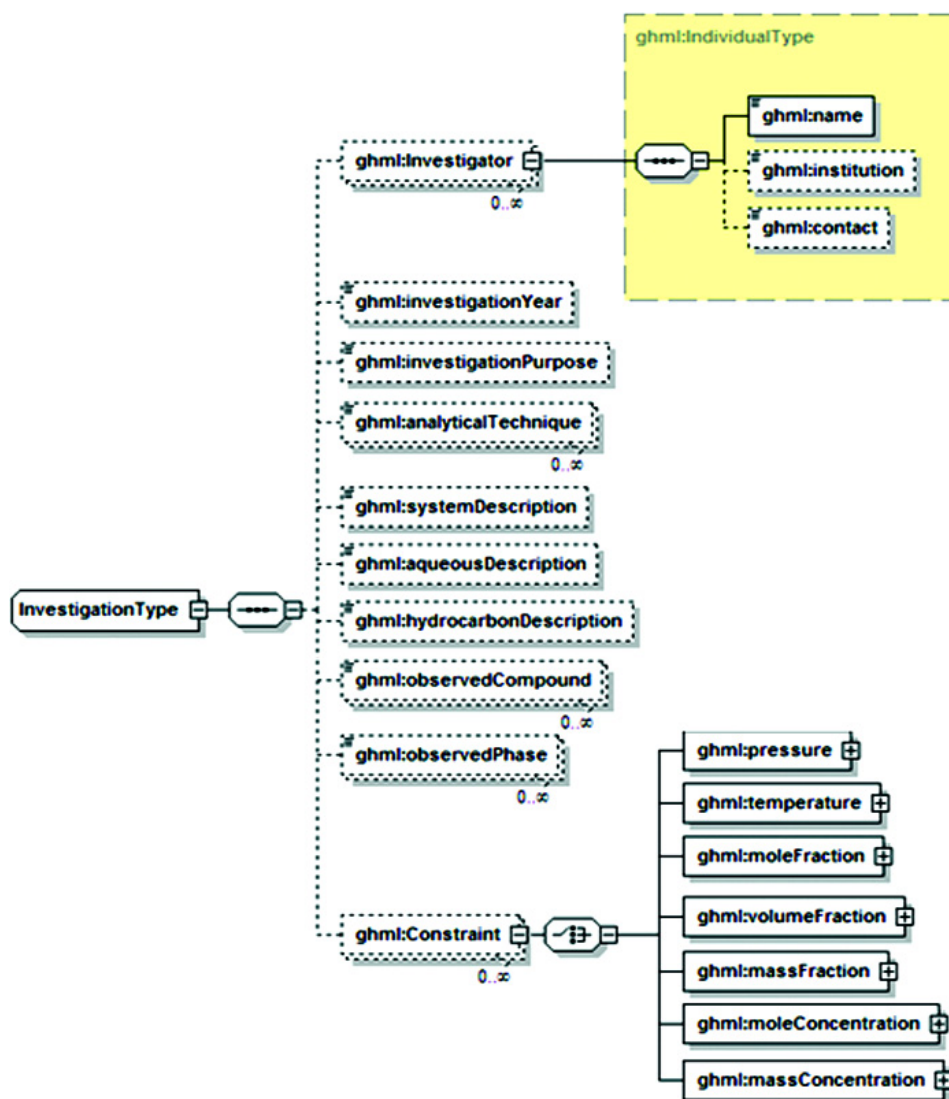 ghml:IndividualType
ghml:name
ghml:Investigator
ghml:institution
0..∞
ghml:contact
ghml:investigationYear
ghml:investigationPurpose
ghml:analyticalTechnique
0..∞
ghml:systemDescription
ghml:aqueousDescription
InvestigationType
ghml:hydrocarbonDescription
ghml:observedCompound
0..∞
ghml:observedPhase
0..∞
ghml:pressure
ghml:temperature
ghml:moleFraction
ghml:volumeFraction
ghml:Constraint
0..∞
ghml:massFraction
ghml:moleConcentration
ghml:massConcentration